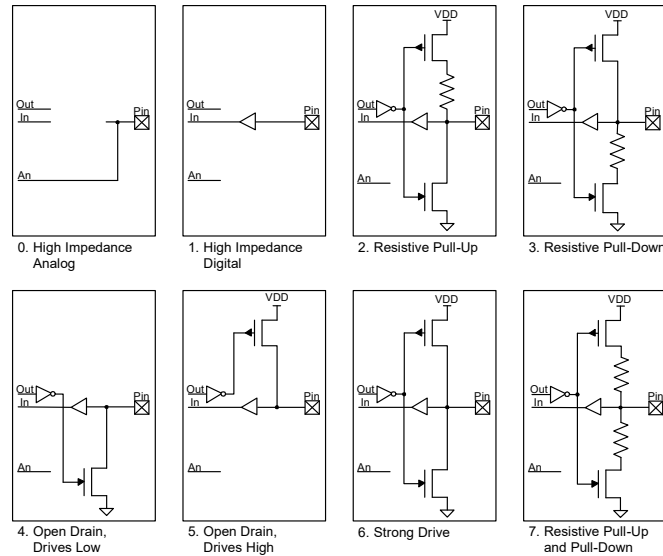 VDD
VDD
Out
In
Pin
An
Out
In
Pin
An
Out
In
Pin
An
Out
In
Pin
An
0. High Impedance
Analog
1. High Impedance
Digital
2. Resistive Pull-Up
3. Resistive Pull-Down
VDD
VDD
VDD
Out
In
Pin
An
Out
In
Pin
An
Out
In
Pin
An
Out
In
Pin
An
4. Open Drain,
Drives Low
5. Open Drain,
Drives High
6. Strong Drive
7. Resistive Pull-Up
and Pull-Down